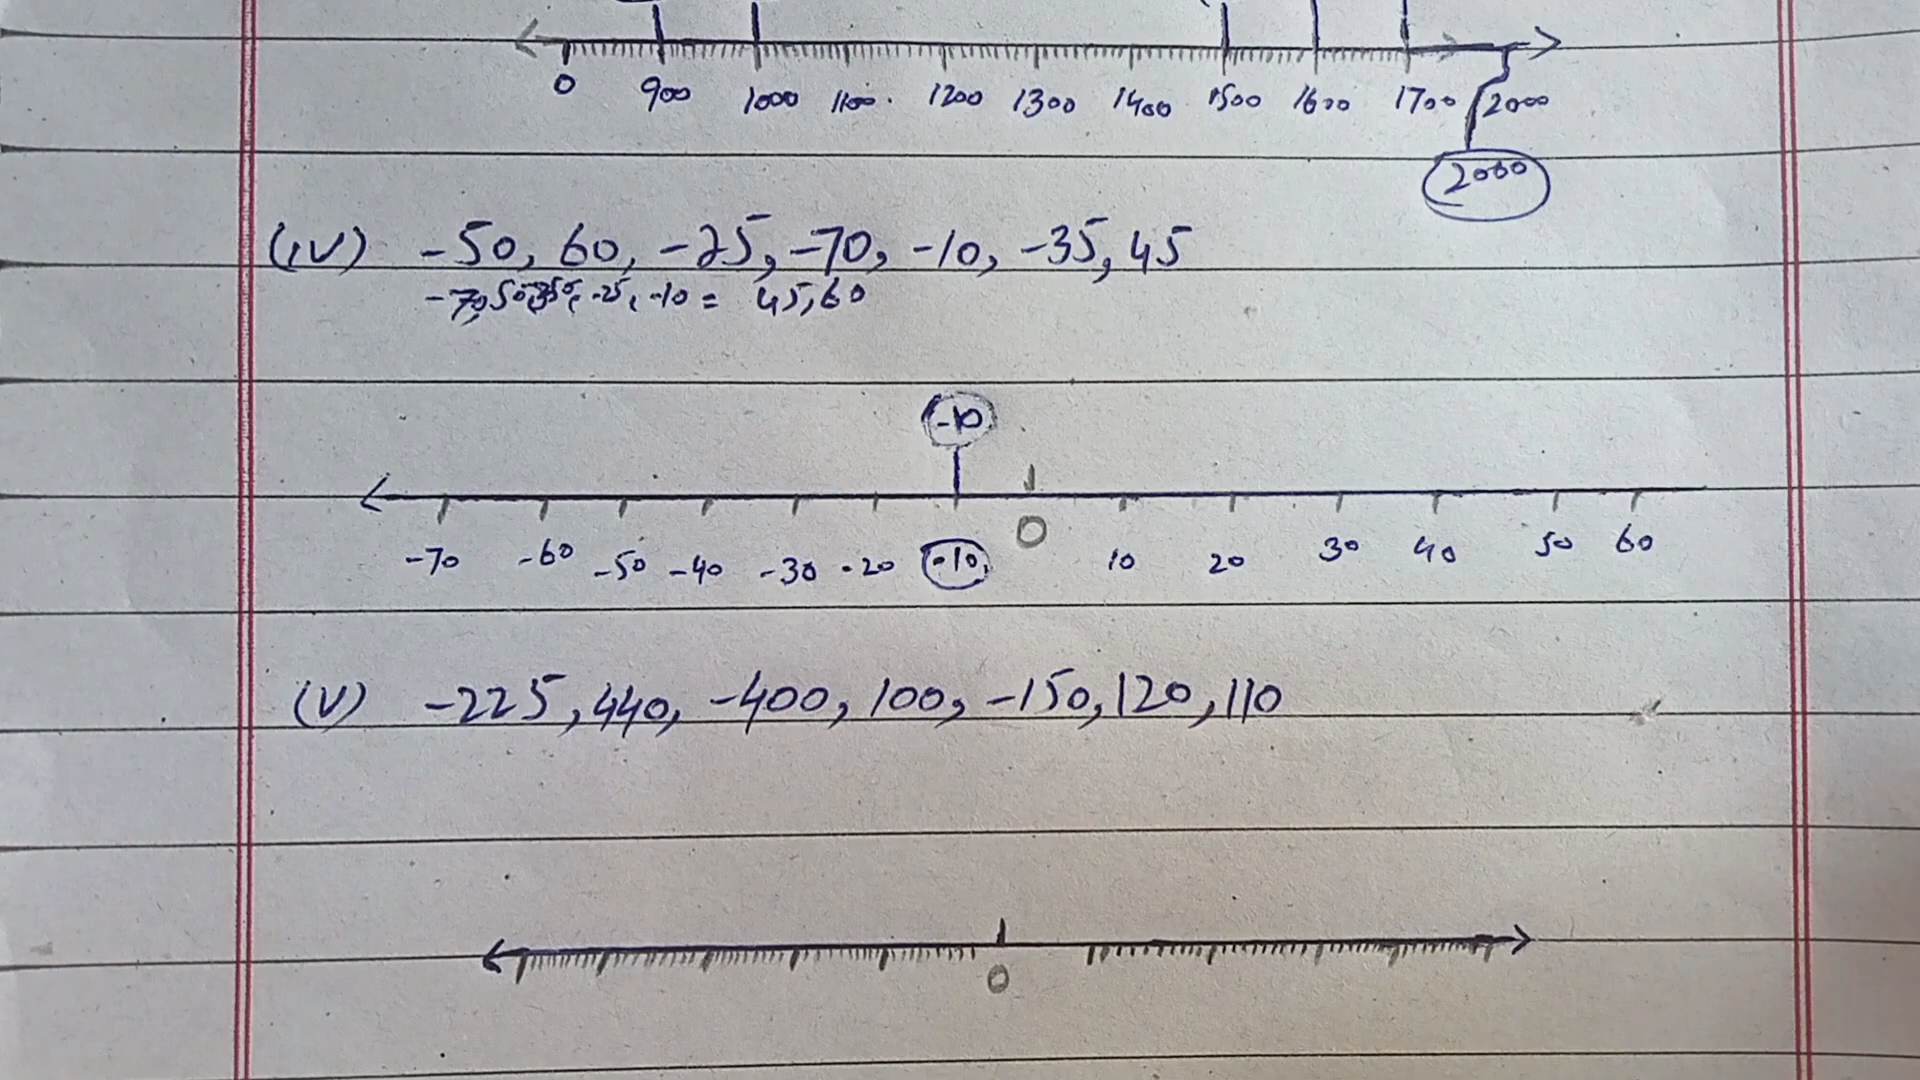 0 900 1000 1100. 1200 1300 1400 1500 1600 1700 2000
2000
(iv) -50, 60, -25, -70, -10, -35, 45
-70, 50, -25, -10 = 45, 60
-10
0
-70 -60 -50 -40 -30 -20 -10, 10 20 30 40 50 60
(V) -225, 440, -400, 100, -150, 120, 110
0